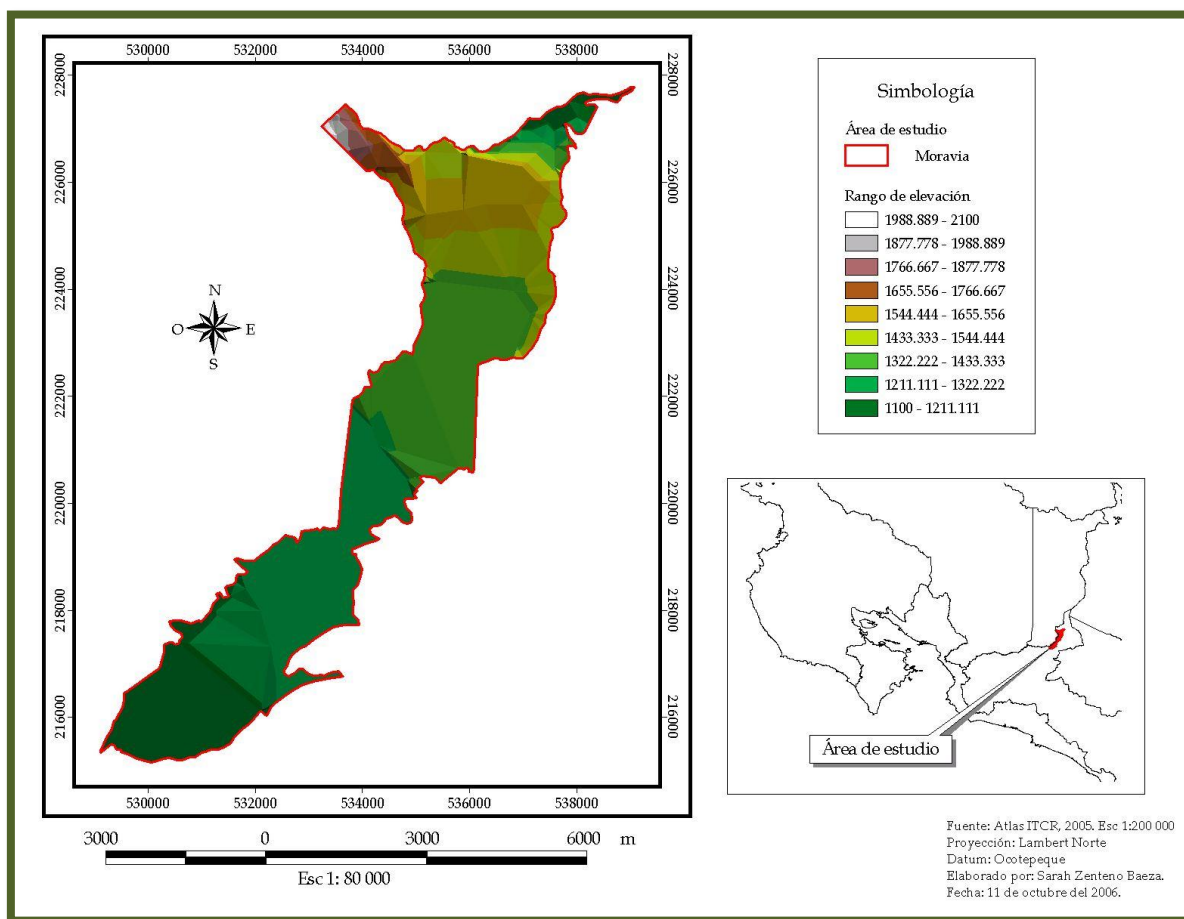 530000 532000 534000 536000 538000
228000
226000
224000
222000
220000
218000
216000
228000
226000
224000
222000
220000
218000
216000
N
O E
S
530000 532000 534000 536000 538000
3000 0 3000 6000 m
Esc 1: 80 000
Simbología
Área de estudio
Moravia
Rango de elevación
1988.889 - 2100
1877.778 - 1988.889
1766.667 - 1877.778
1655.556 - 1766.667
1544.444 - 1655.556
1433.333 - 1544.444
1322.222 - 1433.333
1211.111 - 1322.222
1100 - 1211.111
Área de estudio
Fuente: Atlas ITCR, 2005. Esc 1:200 000
Proyección: Lambert Norte
Datum: Ocotepeque
Elaborado por: Sarah Zenteno Baeza.
Fecha: 11 de octubre del 2006.